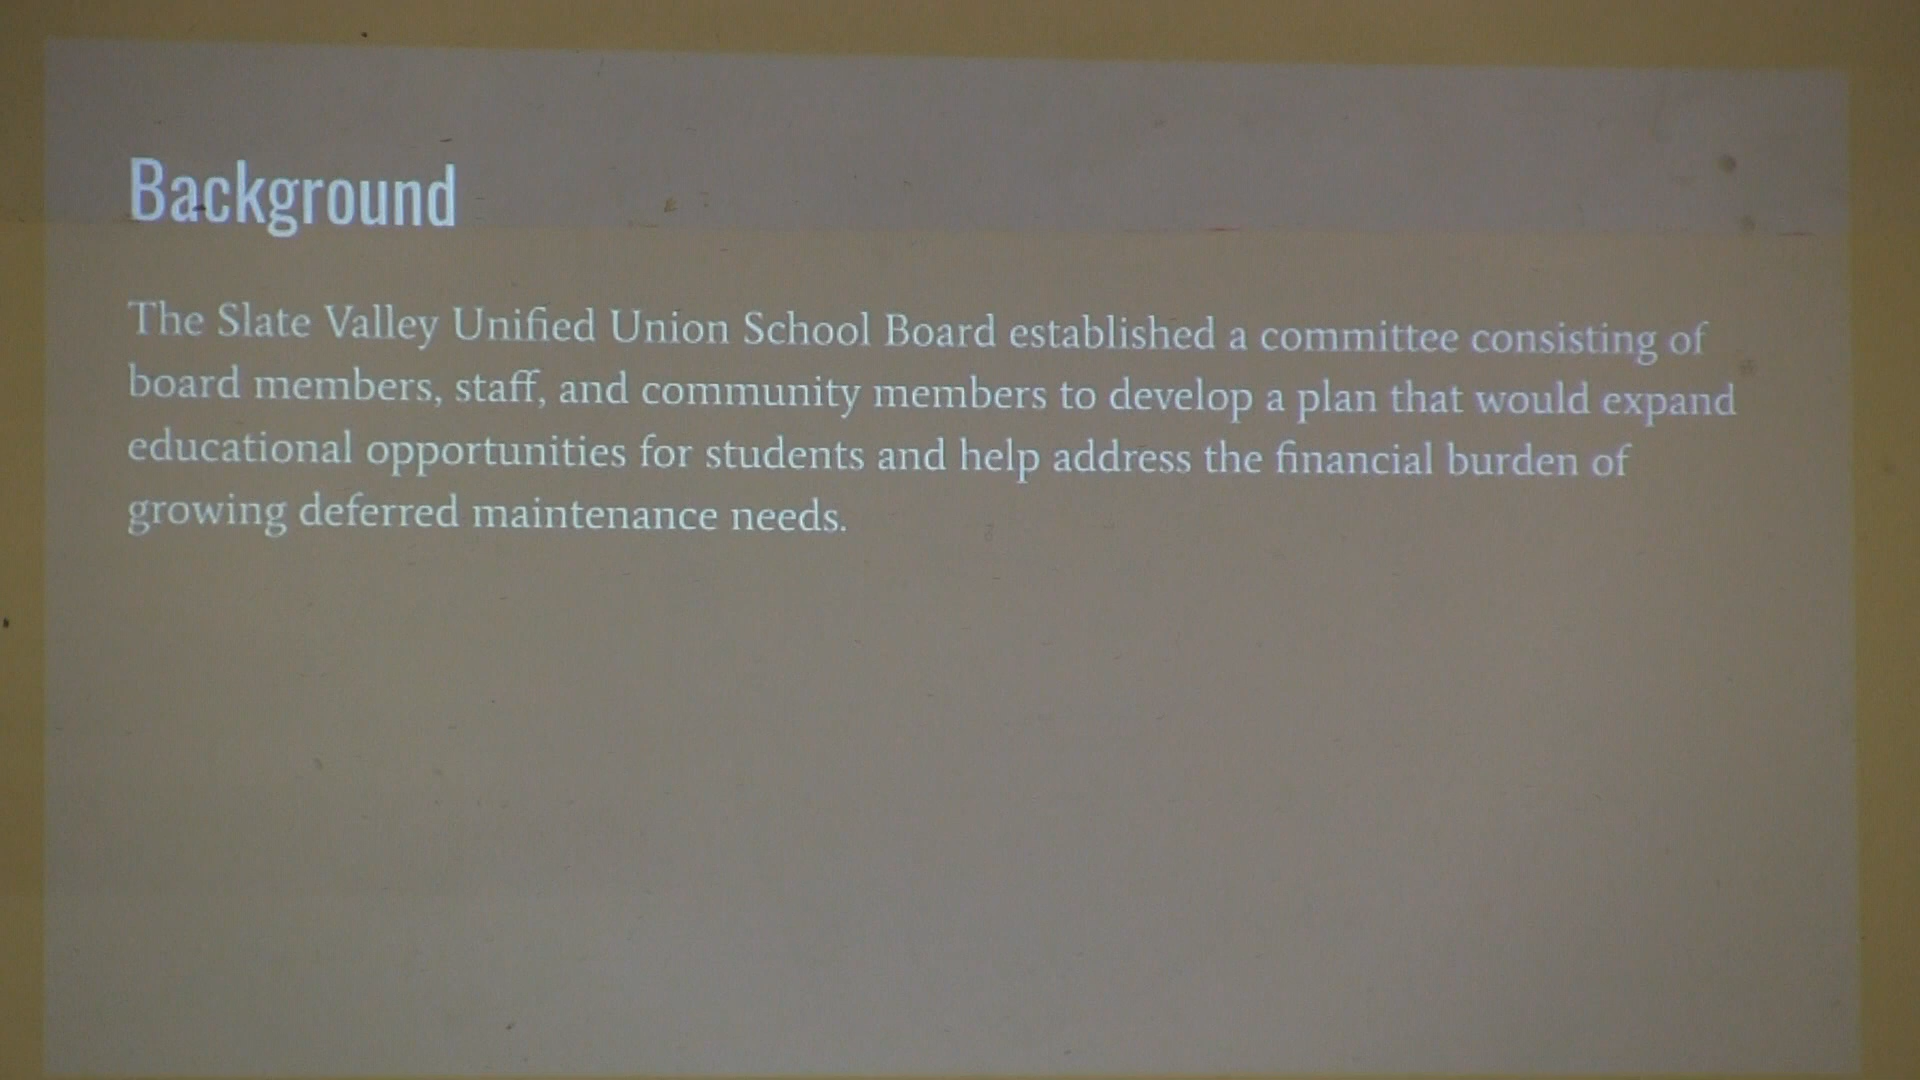 Background
The Slate Valley Unified Union School Board established a committee consisting of
board members, staff, and community members to develop a plan that would expand
educational opportunities for students and help address the financial burden of
growing deferred maintenance needs.